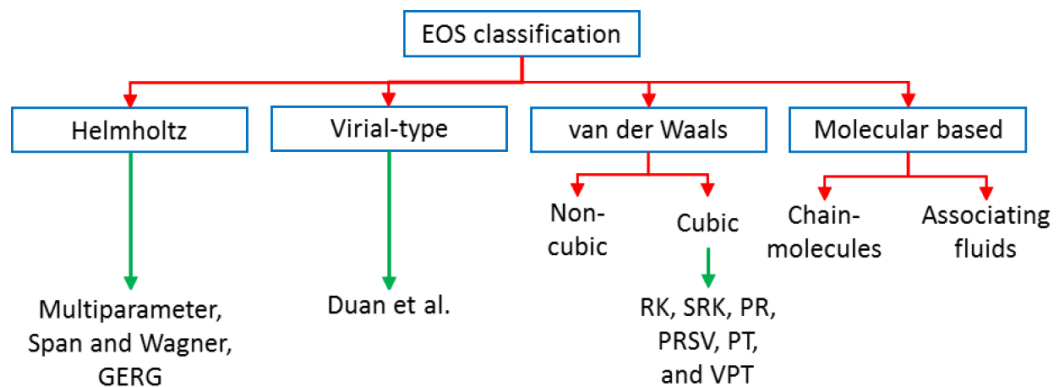 EOS classification
Helmholtz
Virial-type
van der Waals
Molecular based
Non-
cubic
Cubic
Chain-
molecules
Associating
fluids
Multiparameter,
Span and Wagner,
GERG
Duan et al.
RK, SRK, PR,
PRSV, PT,
and VPT